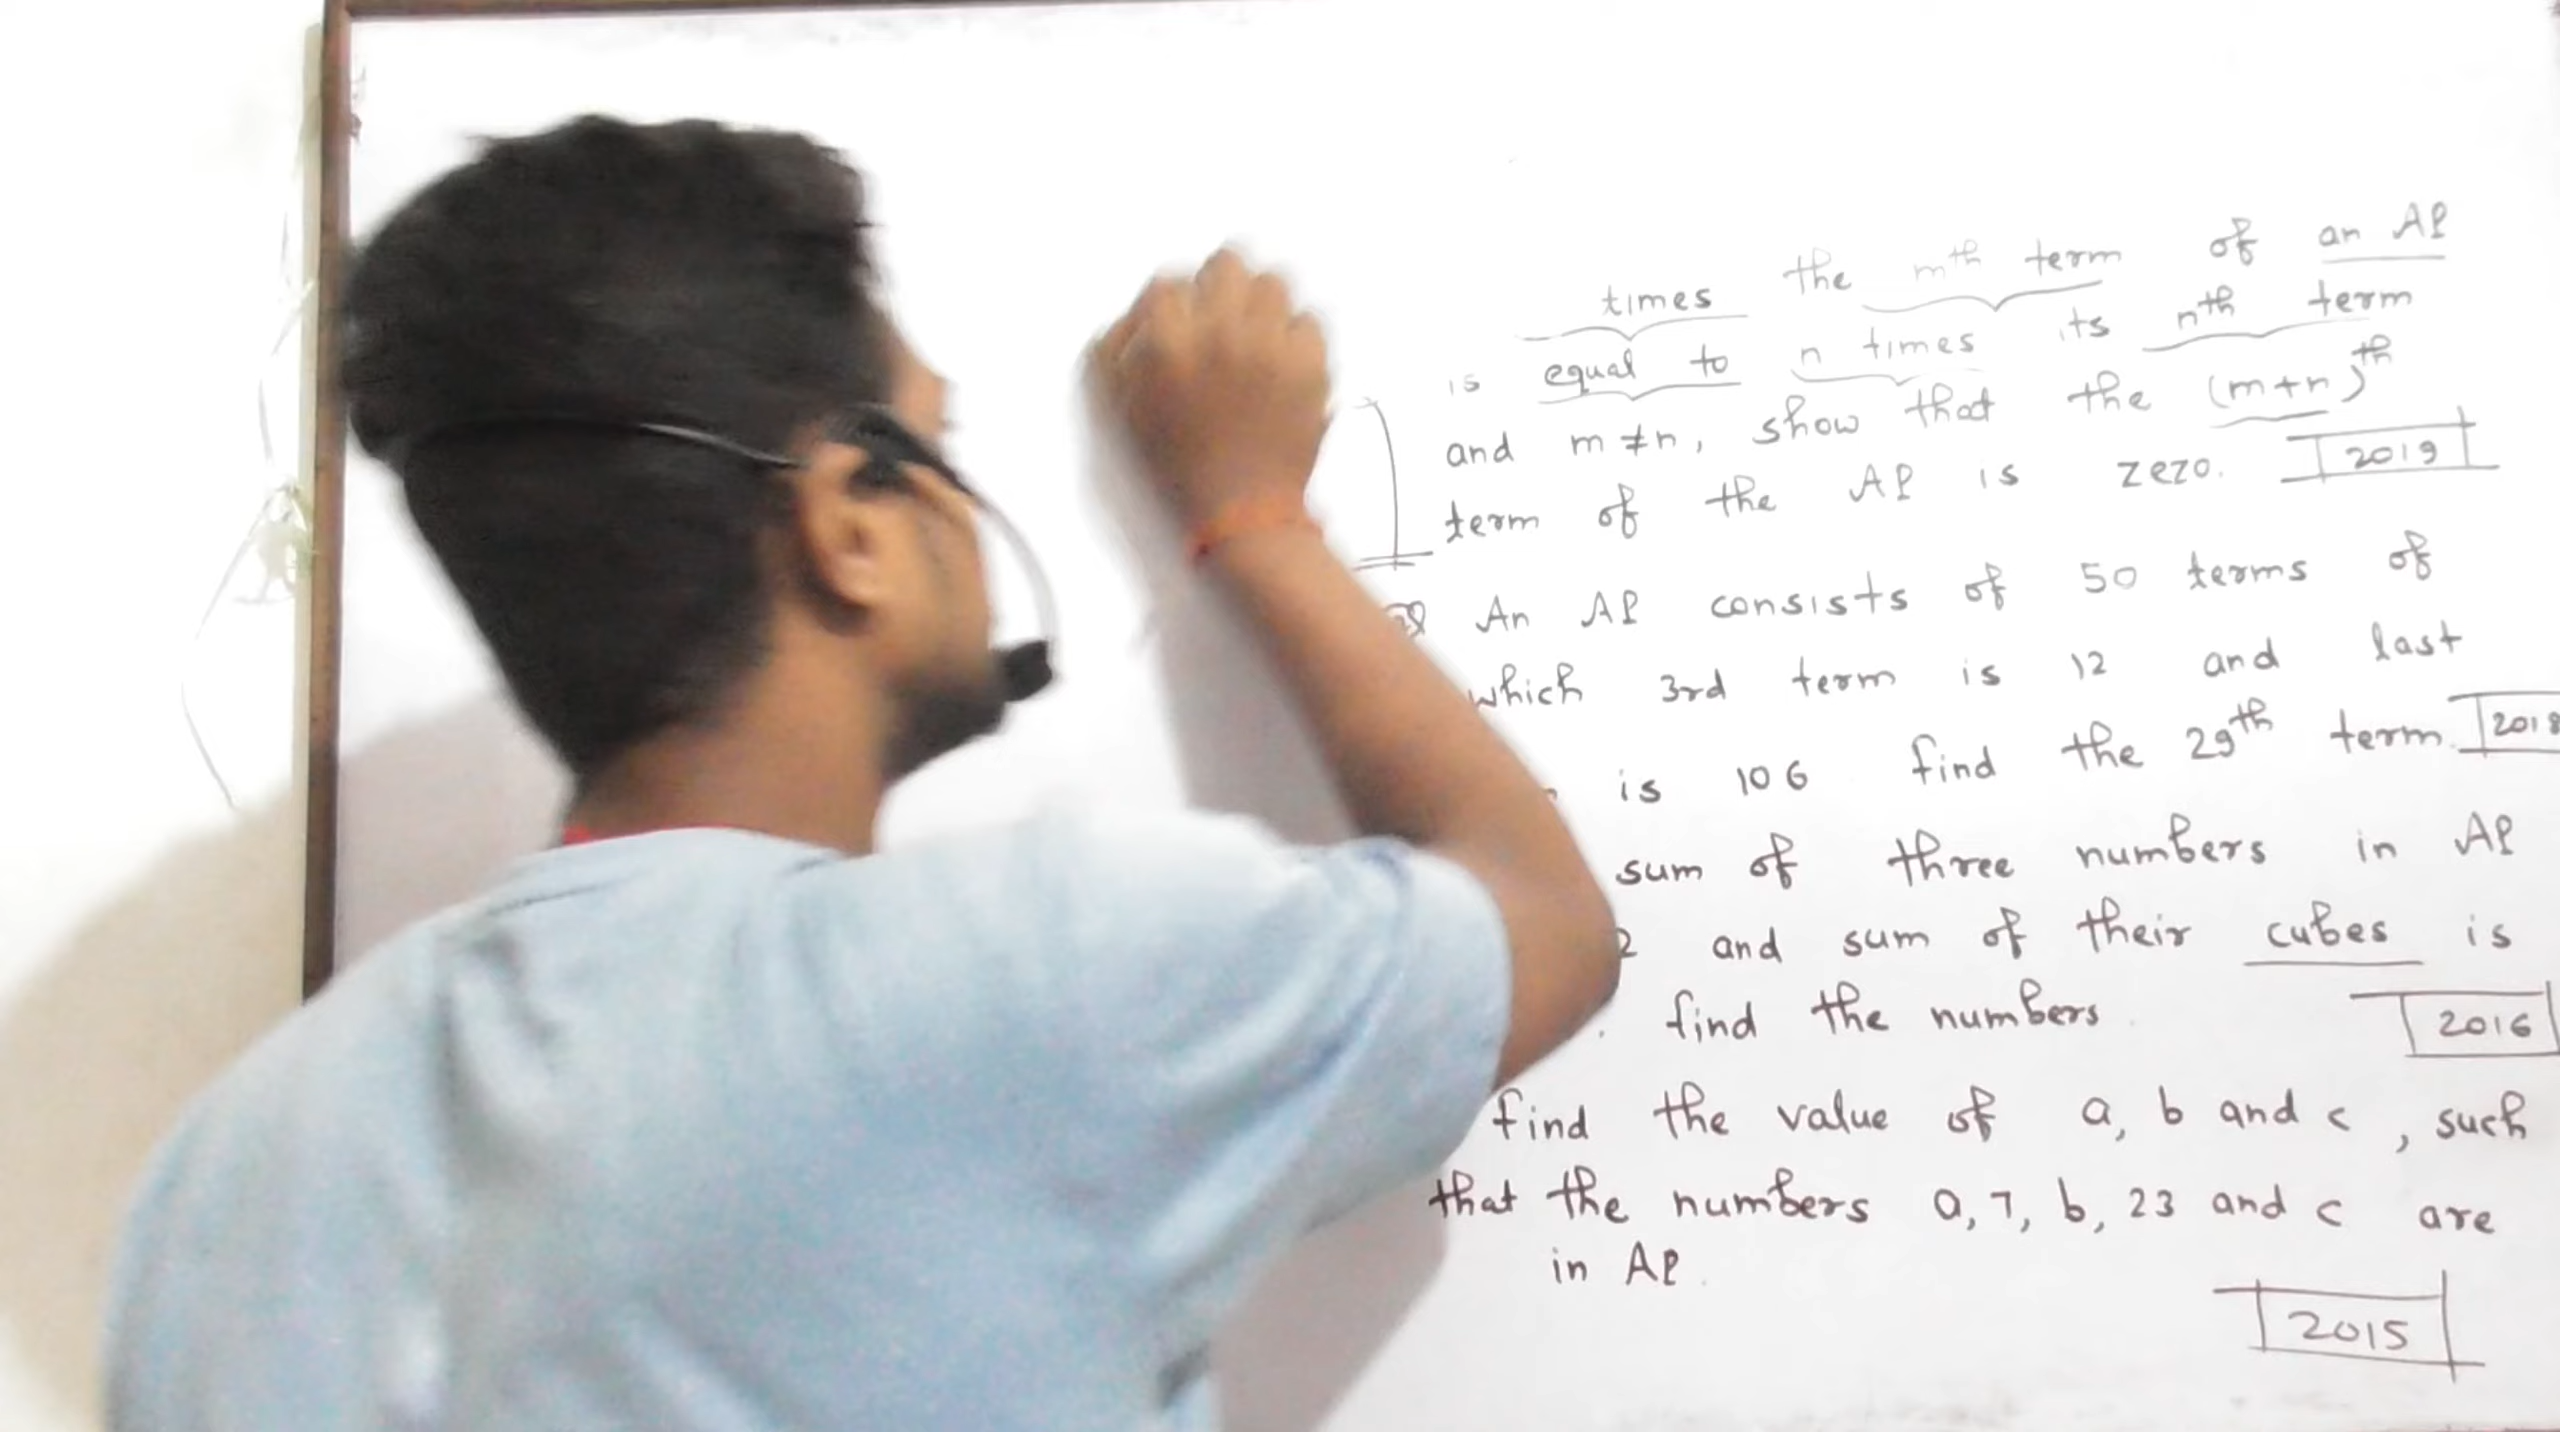 times the mth term of an AP
is equal to n times its nth term
and m ≠ n, show that the (m+n)th
term of the AP is zero. 2019
An AP consists of 50 terms of
which 3rd term is 12 and last
is 106 find the 29th term. 2018
sum of three numbers in AP
2 and sum of their cubes is
. find the numbers 2016
find the value of a, b and c, such
that the numbers a, 7, b, 23 and c are
in AP.
2015